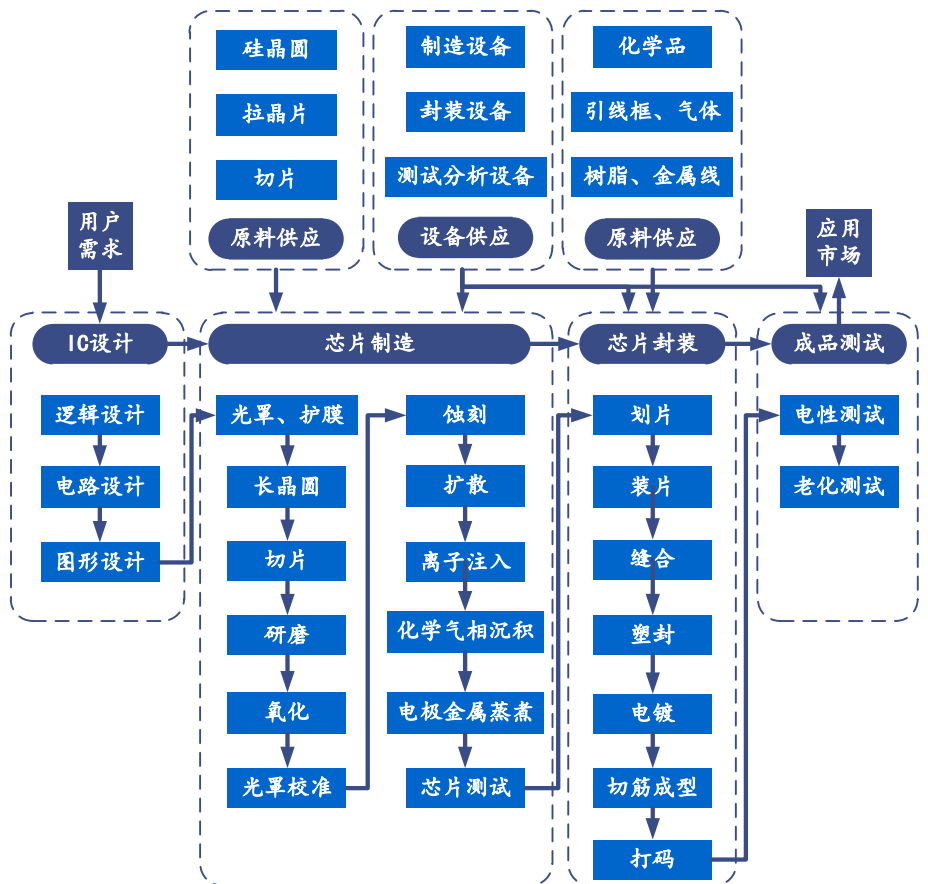 硅晶圆
拉晶片
切片
原料供应
制造设备
封装设备
测试分析设备
设备供应
化学品
引线框、气体
树脂、金属线
原料供应
用户
需求
应用
市场
IC设计
逻辑设计
电路设计
图形设计
芯片制造
光罩、护膜
长晶圆
切片
研磨
氧化
光罩校准
蚀刻
扩散
离子注入
化学气相沉积
电极金属蒸煮
芯片测试
芯片封装
划片
装片
缝合
塑封
电镀
切筋成型
打码
成品测试
电性测试
老化测试